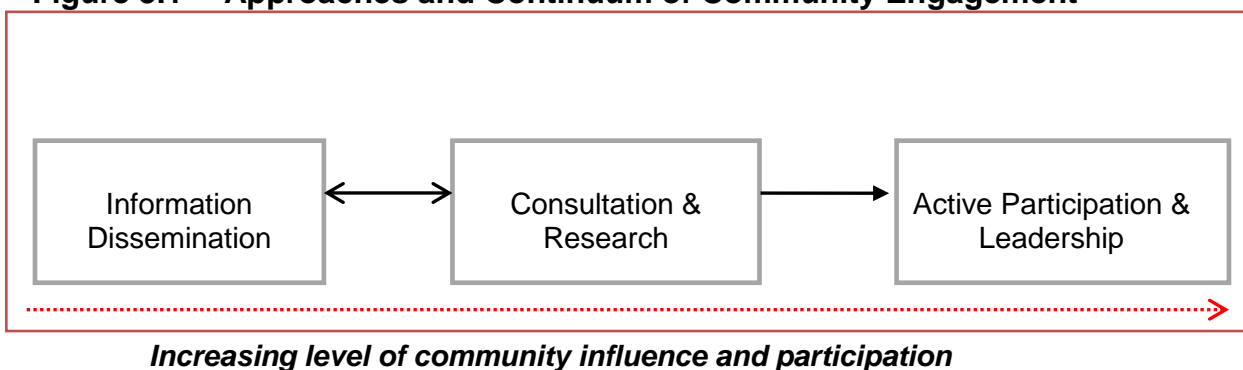 Approaches and Continuum of Community Engagement
Information
Dissemination
Consultation &
Research
Active Participation &
Leadership
Increasing level of community influence and participation